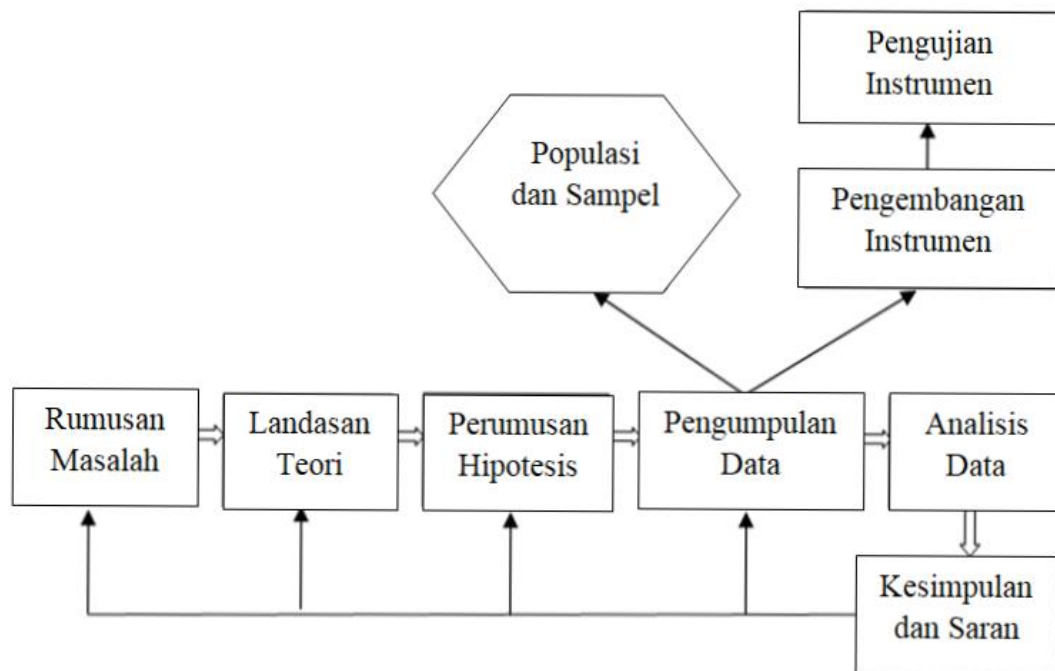 Pengujian
Instrumen
Populasi
dan Sampel
Pengembangan
Instrumen
Rumusan
Masalah
Landasan
Teori
Perumusan
Hipotesis
Pengumpulan
Data
Analisis
Data
Kesimpulan
dan Saran